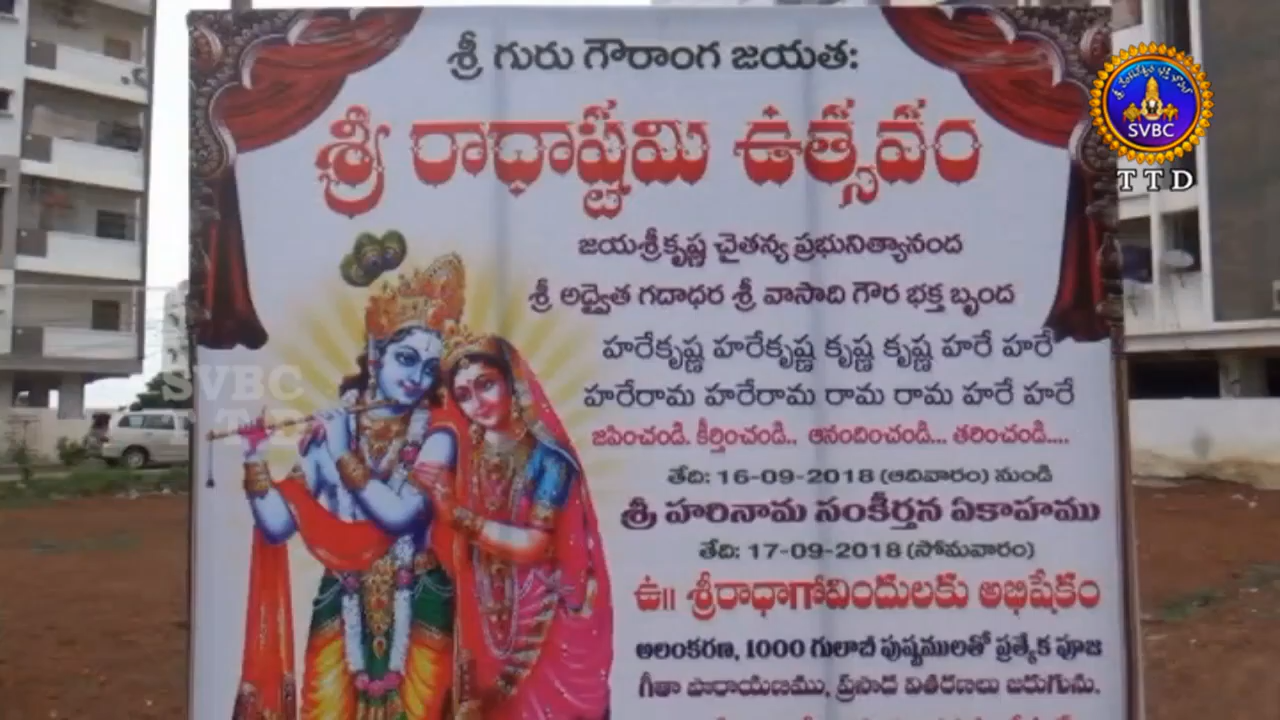 శ్రీ గురు గౌరాంగ జయత:
శ్రీ రాధాష్టమి ఉత్సవం
జయశ్రీకృష్ణ చైతన్య ప్రభునిత్యానంద
శ్రీ అద్వైత గదాధర శ్రీ వాసాది గౌర భక్త బృంద
హరేకృష్ణ హరేకృష్ణ కృష్ణ కృష్ణ హరే హరే
హరేరామ హరేరామ రామ రామ హరే హరే
జపించండి. కీర్తించండి.. ఆనందించండి... తరించండి....
తేది: 16-09-2018 (ఆదివారం) నుండి
శ్రీ హరినామ సంకీర్తన ఏకాహము
తేది: 17-09-2018 (సోమవారం)
ఉ॥ శ్రీరాధాగోవిందులకు అభిషేకం
అలంకరణ, 1000 గులాబీ పుష్పములతో ప్రత్యేక పూజ
గీతా పారాయణము, ప్రసాద వితరణలు జరుగును.
SVBC
TTD
SVBC
TTD